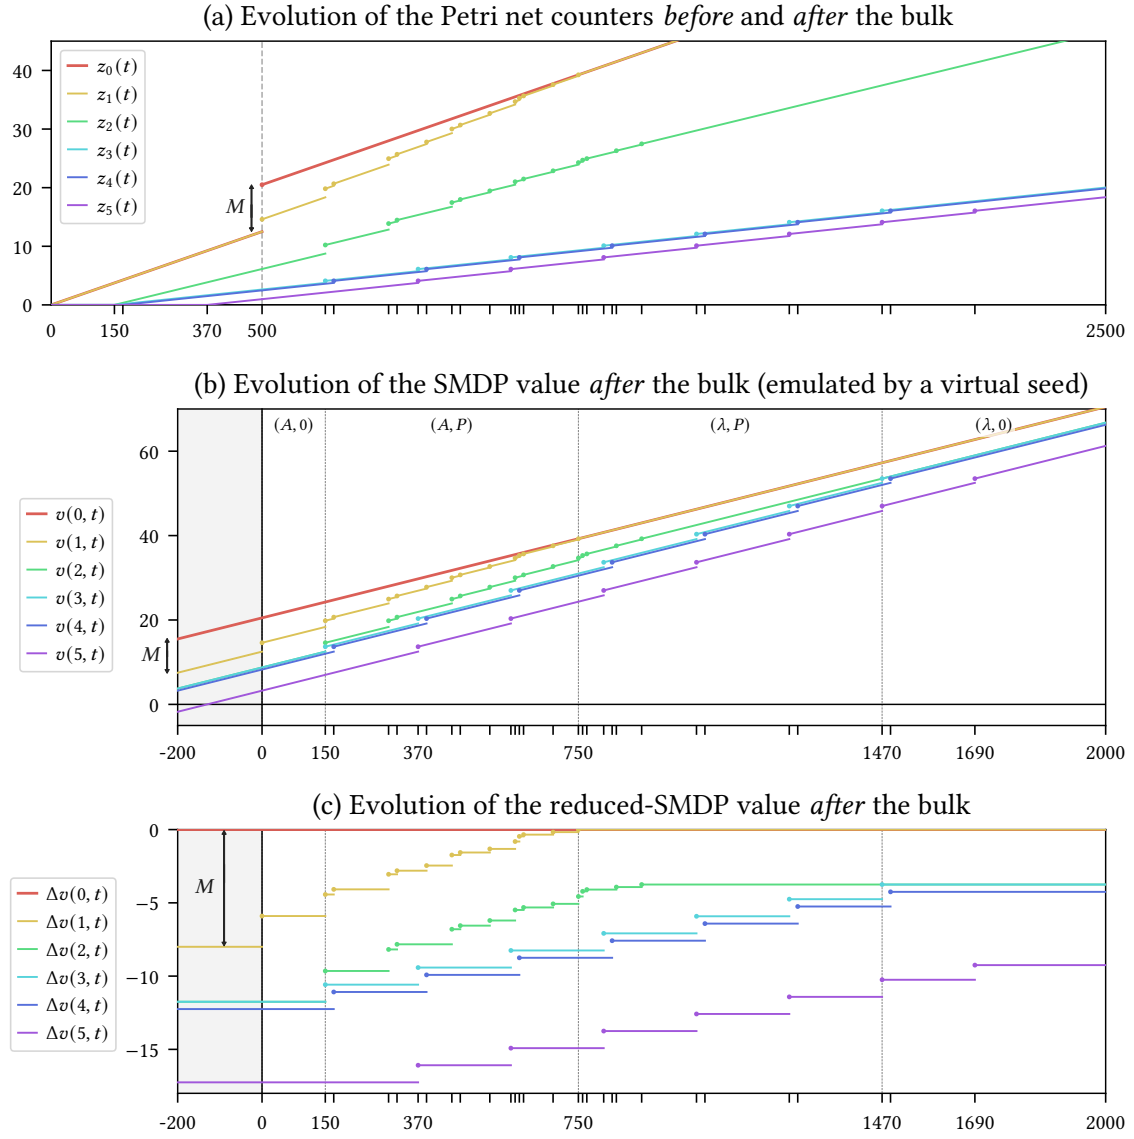 (a) Evolution of the Petri net counters before and after the bulk
40
30
20
10
0
z₀(t)
z₁(t)
z₂(t)
z₃(t)
z₄(t)
z₅(t)
M
0 150 370 500 2500
(b) Evolution of the SMDP value after the bulk (emulated by a virtual seed)
(A, 0) (A, P) (λ, P) (λ, 0)
60
40
20
0
v(0, t)
v(1, t)
v(2, t)
v(3, t)
v(4, t)
v(5, t)
M
-200 0 150 370 750 1470 1690 2000
(c) Evolution of the reduced-SMDP value after the bulk
0
−5
−10
−15
M
Δv(0, t)
Δv(1, t)
Δv(2, t)
Δv(3, t)
Δv(4, t)
Δv(5, t)
-200 0 150 370 750 1470 1690 2000